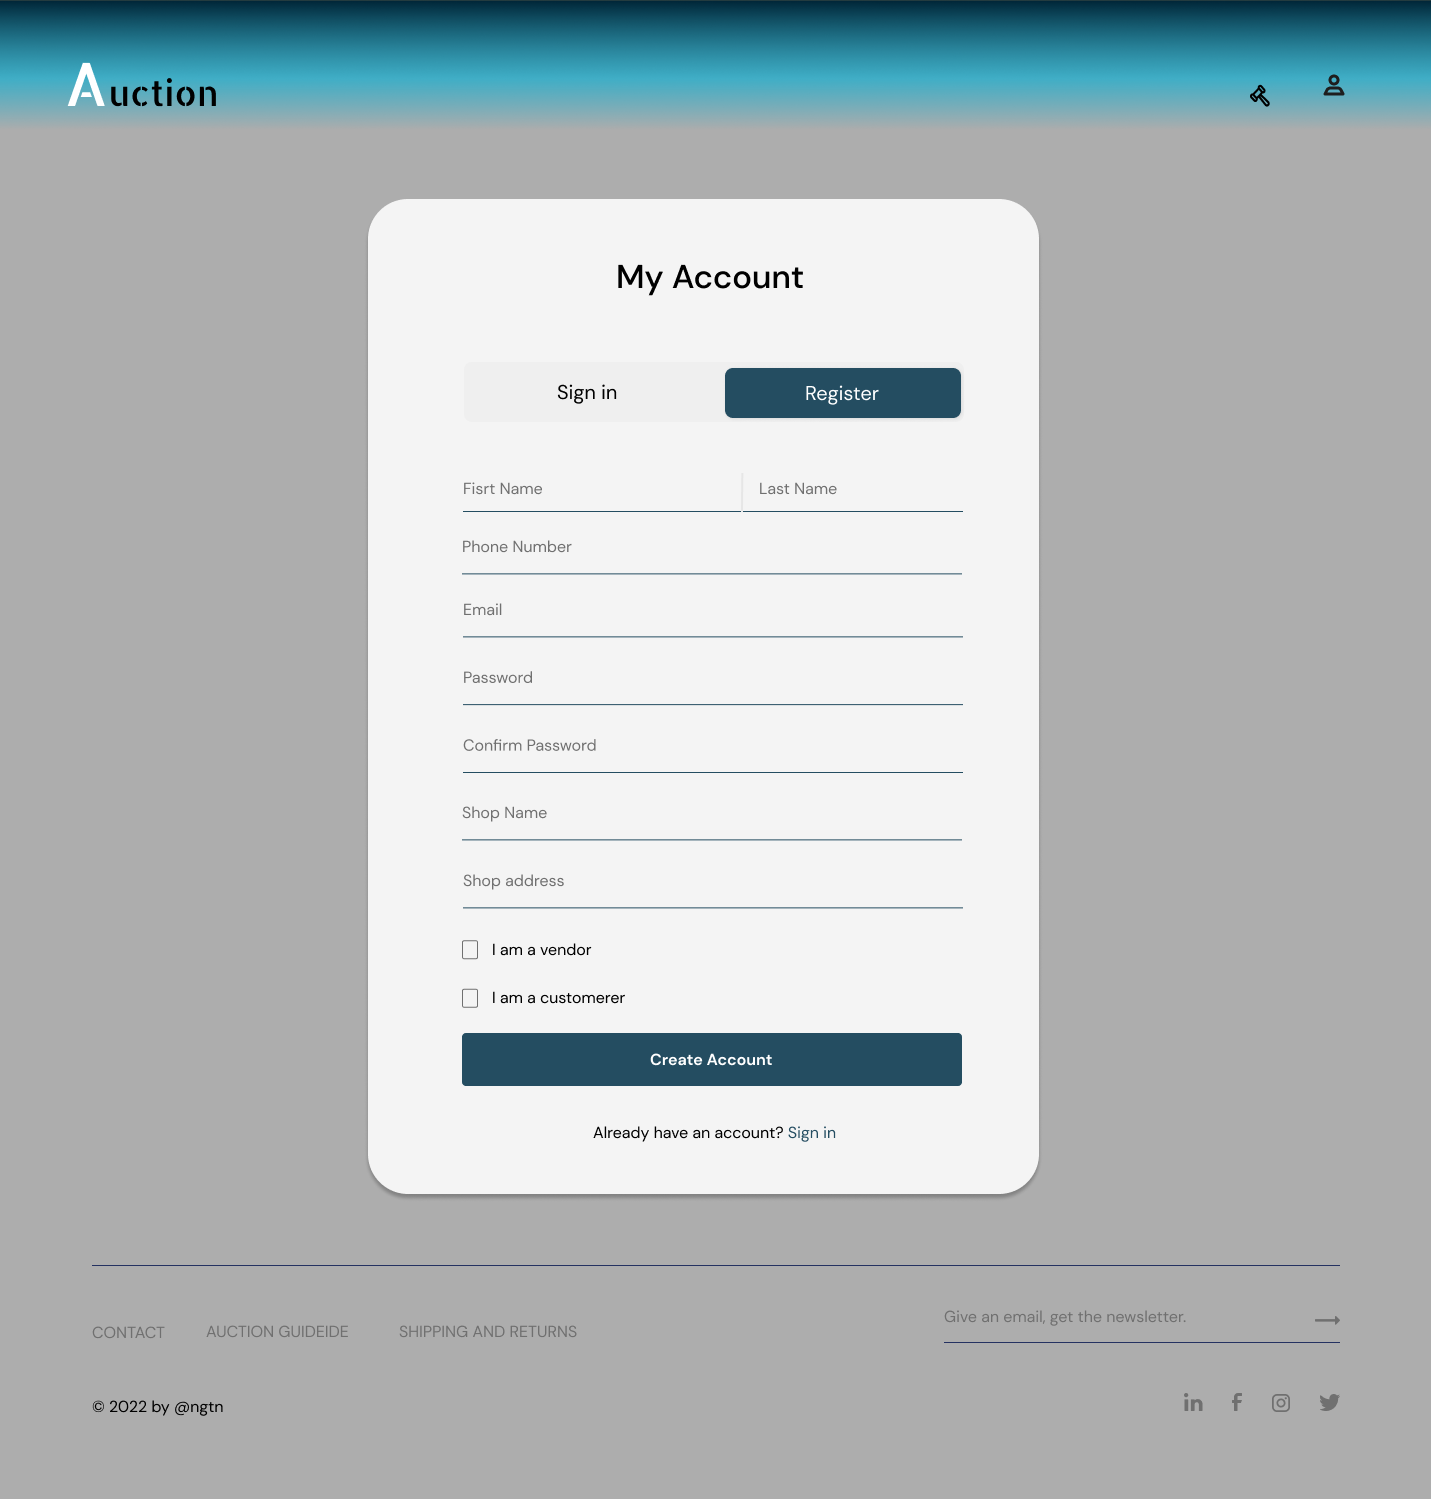 Auction
My Account
Sign in
Register
Fisrt Name
Last Name
Phone Number
Email
Password
Confirm Password
Shop Name
Shop address
I am a vendor
I am a customerer
Create Account
Already have an account? Sign in
CONTACT
AUCTION GUIDEIDE
SHIPPING AND RETURNS
Give an email, get the newsletter.
© 2022 by @ngtn